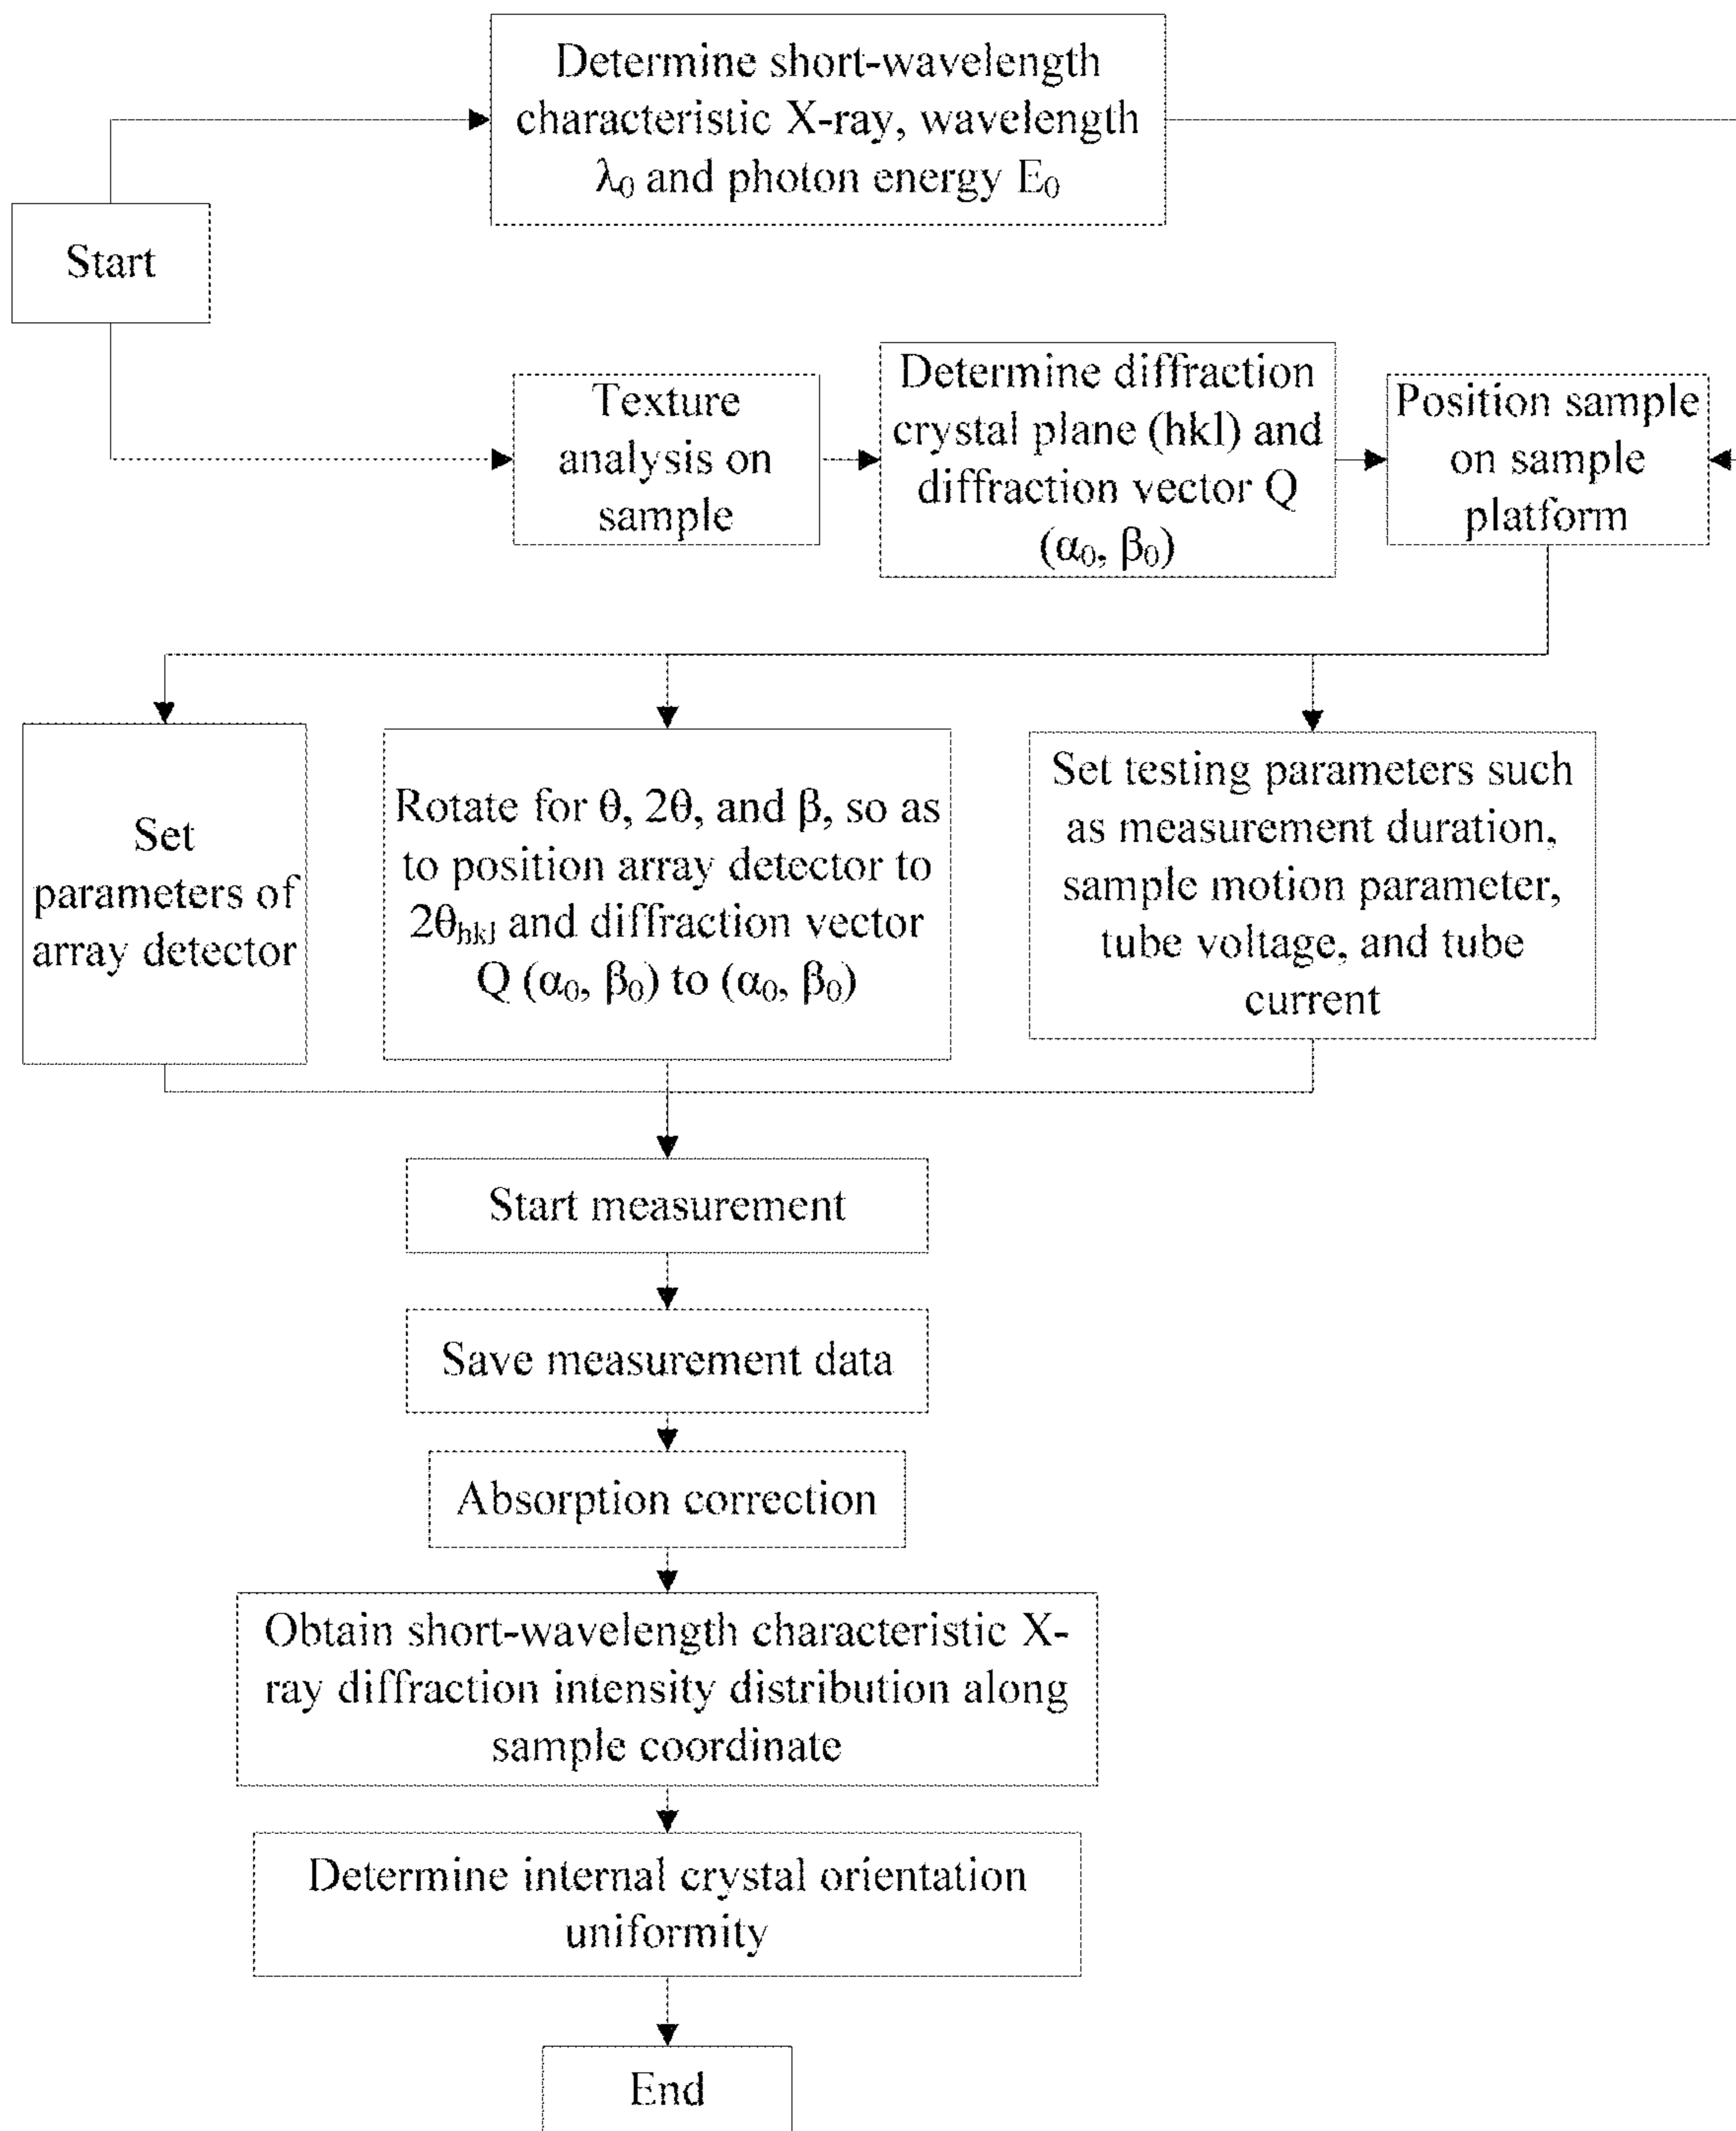 Determine short-wavelength
characteristic X-ray, wavelength
λ₀ and photon energy E₀
Start
Texture
analysis on
sample
Determine diffraction
crystal plane (hkl) and
diffraction vector Q
(α₀, β₀)
Position sample
on sample
platform
Set
parameters of
array detector
Rotate for θ, 2θ, and β, so as
to position array detector to
2θₕₖₗ and diffraction vector
Q (α₀, β₀) to (α₀, β₀)
Set testing parameters such
as measurement duration,
sample motion parameter,
tube voltage, and tube
current
Start measurement
Save measurement data
Absorption correction
Obtain short-wavelength characteristic X-
ray diffraction intensity distribution along
sample coordinate
Determine internal crystal orientation
uniformity
End